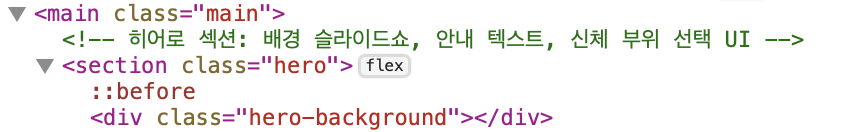 <main class="main">
<!-- 히어로 섹션: 배경 슬라이드쇼, 안내 텍스트, 신체 부위 선택 UI -->
<section class="hero"> flex
::before
<div class="hero-background"></div>